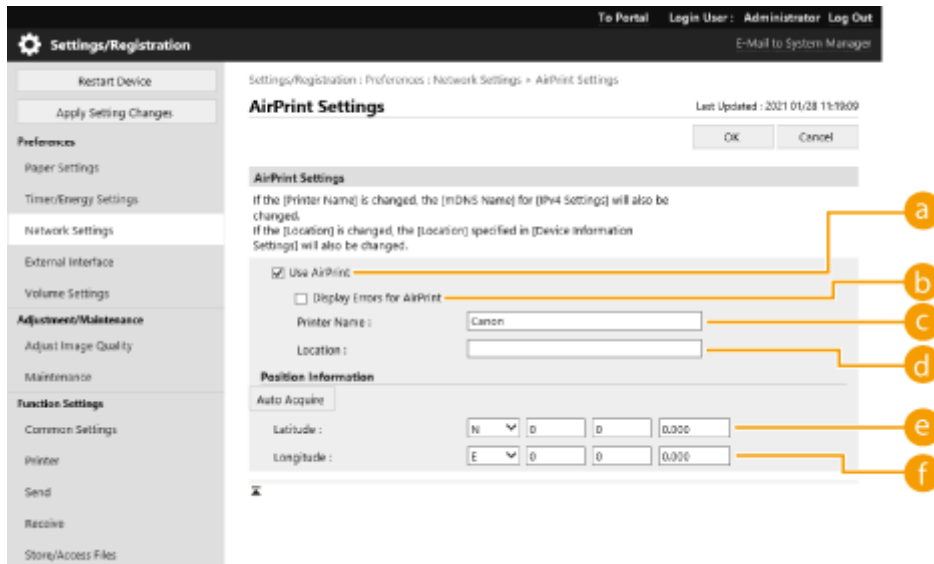 To Portal Login User : Administrator Log Out
Settings/Registration
E-Mail to System Manager
Restart Device
Apply Setting Changes
Preferences
Paper Settings
Timer/Energy Settings
Network Settings
External Interface
Volume Settings
Adjustment/Maintenance
Adjust Image Quality
Maintenance
Function Settings
Common Settings
Printer
Send
Receive
Store/Access Files
Settings/Registration : Preferences : Network Settings > AirPrint Settings
AirPrint Settings
Last Updated : 2021 01/28 11:19:09
OK Cancel
AirPrint Settings
If the [Printer Name] is changed, the [mDNS Name] for [IPv4 Settings] will also be
changed.
If the [Location] is changed, the [Location] specified in [Device Information
Settings] will also be changed.
Use AirPrint
Display Errors for AirPrint
Printer Name : Canon
Location :
Position Information
Auto Acquire
Latitude : N 0 0 0.000
Longitude : E 0 0 0.000
a
b
c
d
e
f